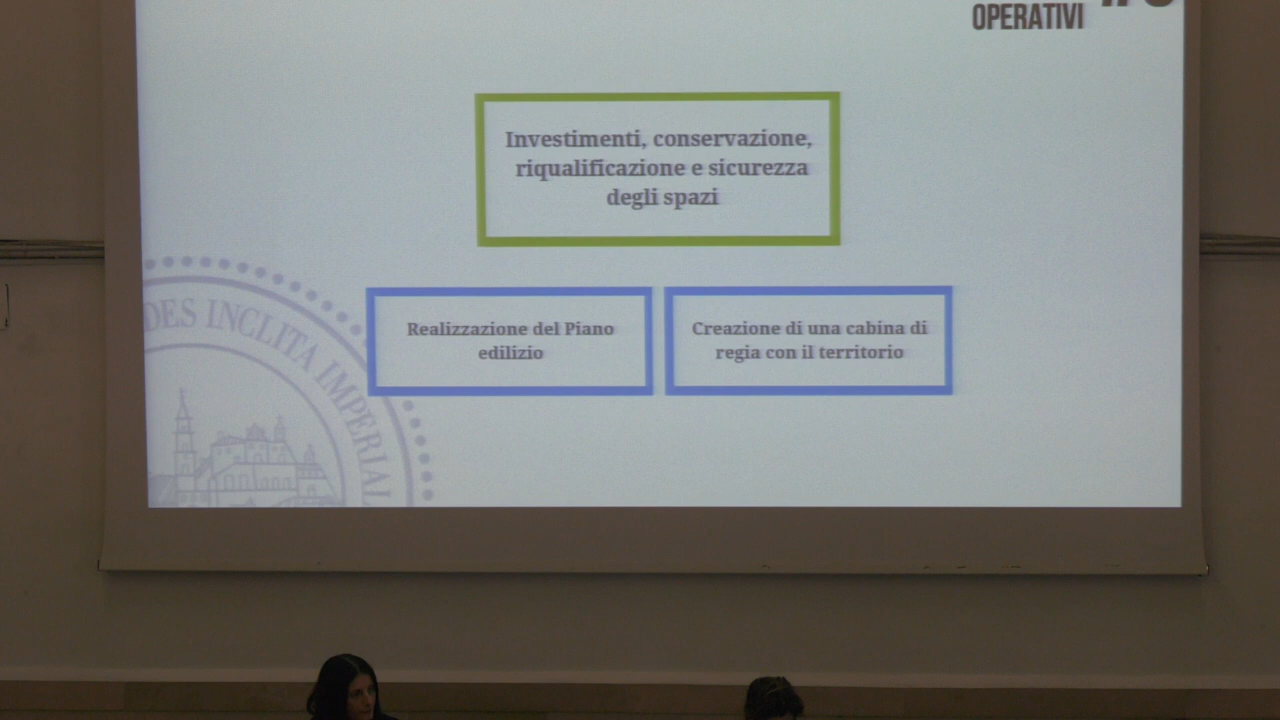 OPERATIVI
Investimenti, conservazione,
riqualificazione e sicurezza
degli spazi
Realizzazione del Piano
edilizio
Creazione di una cabina di
regia con il territorio
DES INCLITA IMPERIAL